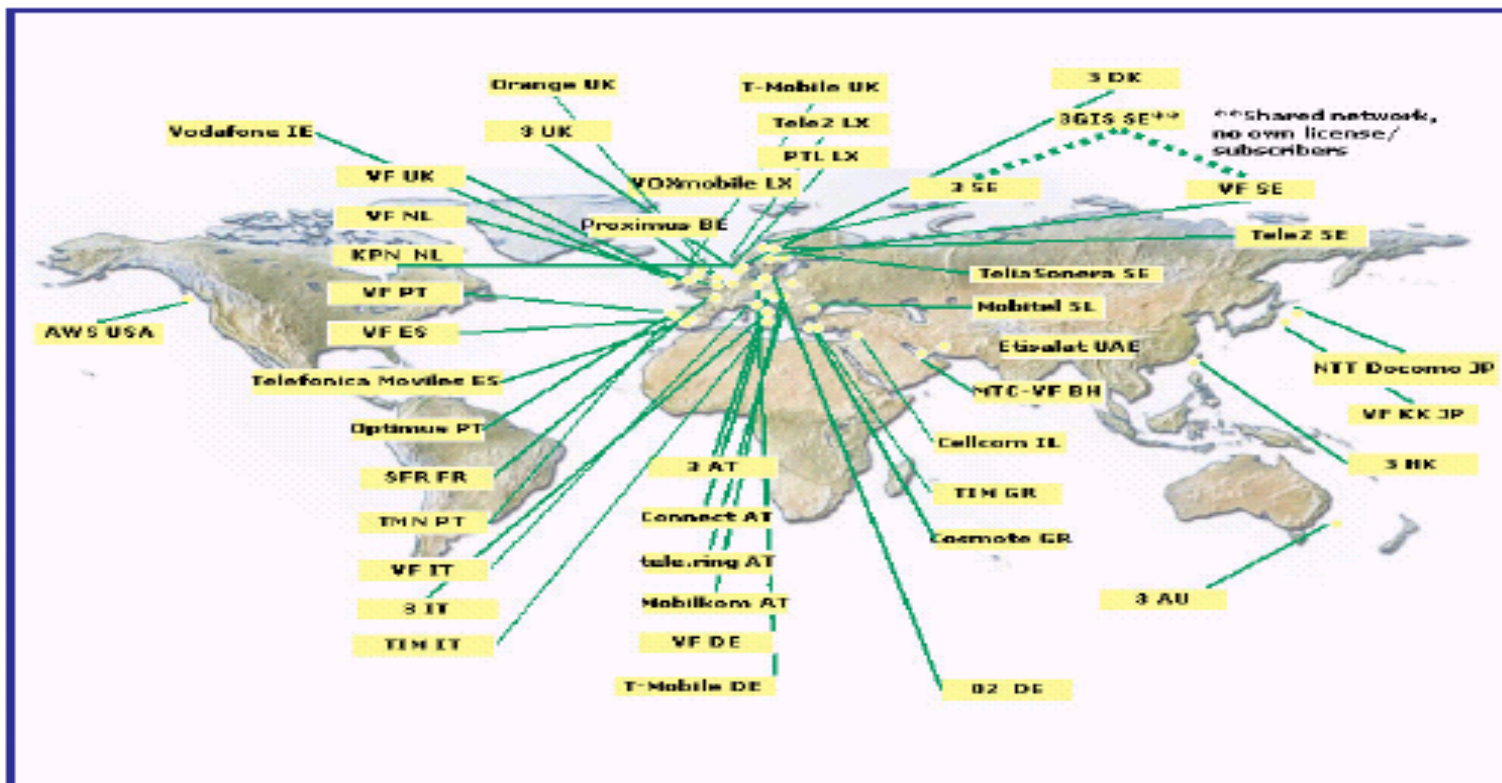 Orange UK
T-Mobile UK
3 DK
Vodafone IE
3 UK
Tele2 LX
3GIS SE**
**Shared network,
no own license/
subscribers
PTL LX
VF UK
VOXmobile LX
3 SE
VF SE
VF NL
Proximus BE
Tele2 SE
KPN NL
TeliaSonera SE
VF PT
Mobitel SL
AWS USA
VF ES
Etisalat UAE
NTT Docomo JP
Telefonica Moviles ES
MTC-VF BH
VF KK JP
Optimus PT
Cellcom IL
3 HK
SFR FR
3 AT
TIM GR
TMN PT
Connect AT
Cosmote GR
VF IT
tele.ring AT
3 AU
3 IT
Mobilkom AT
TIM IT
VF DE
T-Mobile DE
02 DE